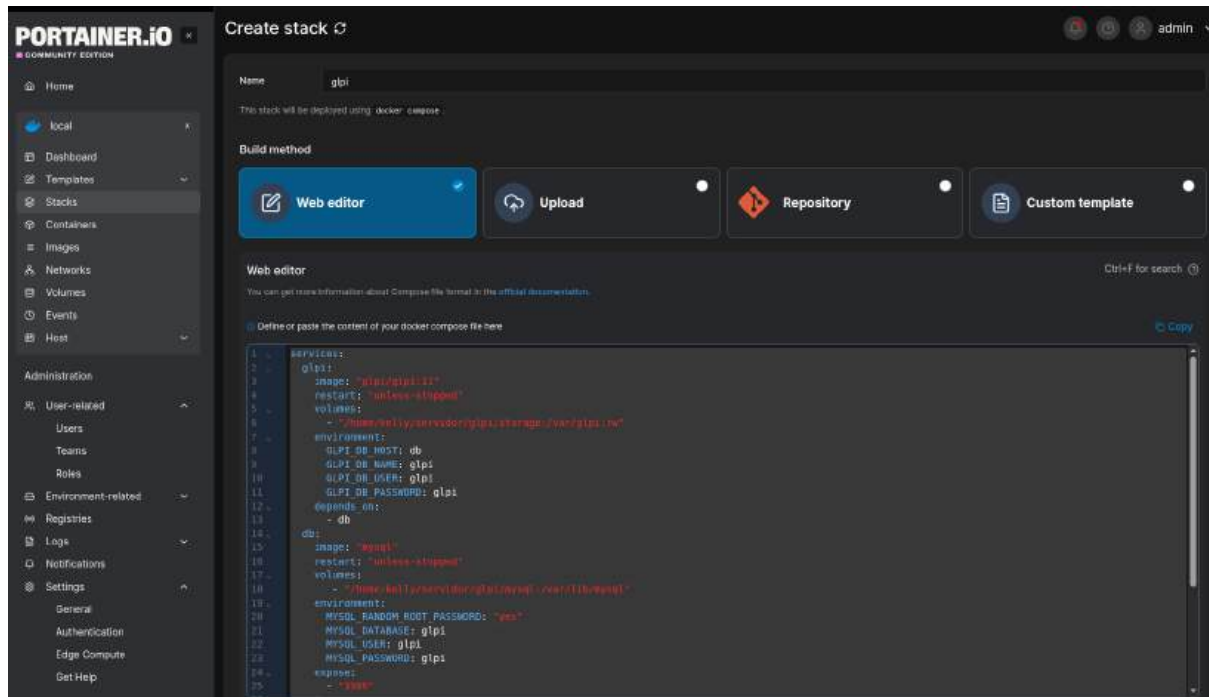 PORTAINER.iO
COMMUNITY EDITION
Home
local
Dashboard
Templates
Stacks
Containers
Images
Networks
Volumes
Events
Host
Administration
User-related
Users
Teams
Roles
Environment-related
Registries
Logs
Notifications
Settings
General
Authentication
Edge Compute
Get Help
Create stack
admin
Name
glpi
This stack will be deployed using docker compose.
Build method
Web editor
Upload
Repository
Custom template
Web editor
Ctrl+F for search
You can get more information about Compose file format in the official documentation.
Define or paste the content of your docker compose file here
Copy
1 services:
2 glpi:
3 image: "glpi/glpi:11"
4 restart: "unless-stopped"
5 volumes:
6 - "/home/kelly/servidor/glpi/storage:/var/glpi:rw"
7 environment:
8 GLPI_DB_HOST: db
9 GLPI_DB_NAME: glpi
10 GLPI_DB_USER: glpi
11 GLPI_DB_PASSWORD: glpi
12 depends_on:
13 - db
14 db:
15 image: "mysql"
16 restart: "unless-stopped"
17 volumes:
18 - "/home/kelly/servidor/glpi/mysql:/var/lib/mysql"
19 environment:
20 MYSQL_RANDOM_ROOT_PASSWORD: "yes"
21 MYSQL_DATABASE: glpi
22 MYSQL_USER: glpi
23 MYSQL_PASSWORD: glpi
24 expose:
25 - "3306"